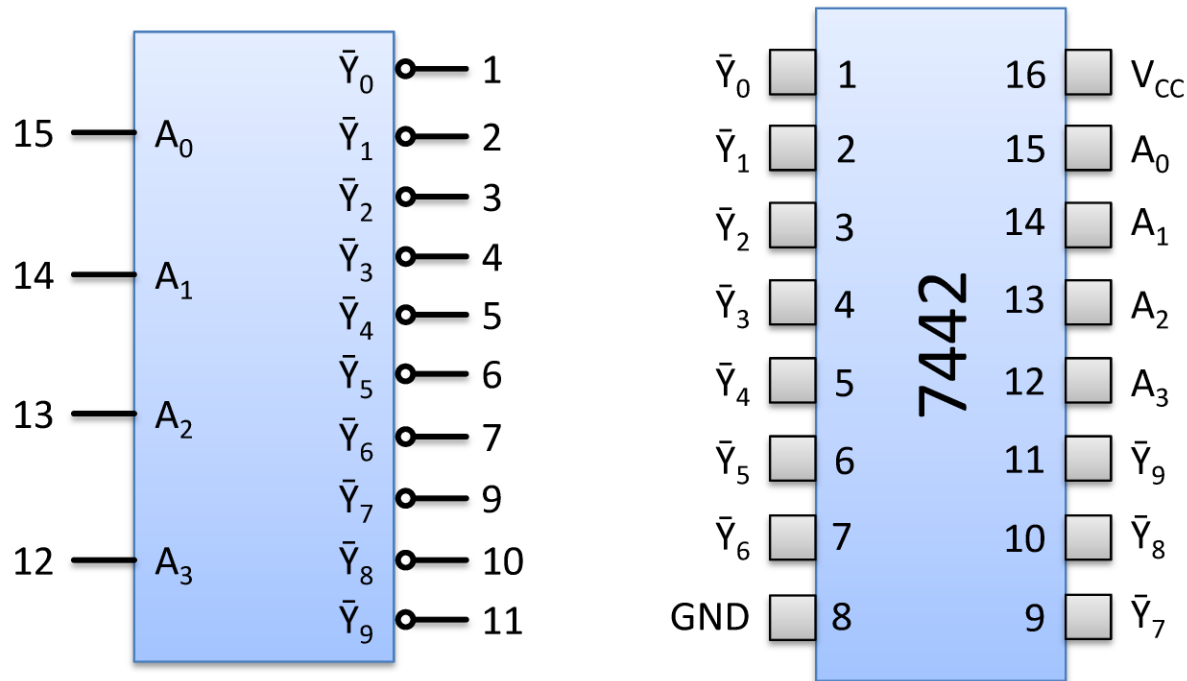 Ȳ0 1
15 A0
Ȳ1 2
Ȳ2 3
Ȳ3 4
14 A1
Ȳ4 5
Ȳ5 6
13 A2
Ȳ6 7
Ȳ7 9
12 A3
Ȳ8 10
Ȳ9 11
7442
Ȳ0 1 16 VCC
Ȳ1 2 15 A0
Ȳ2 3 14 A1
Ȳ3 4 13 A2
Ȳ4 5 12 A3
Ȳ5 6 11 Ȳ9
Ȳ6 7 10 Ȳ8
GND 8 9 Ȳ7